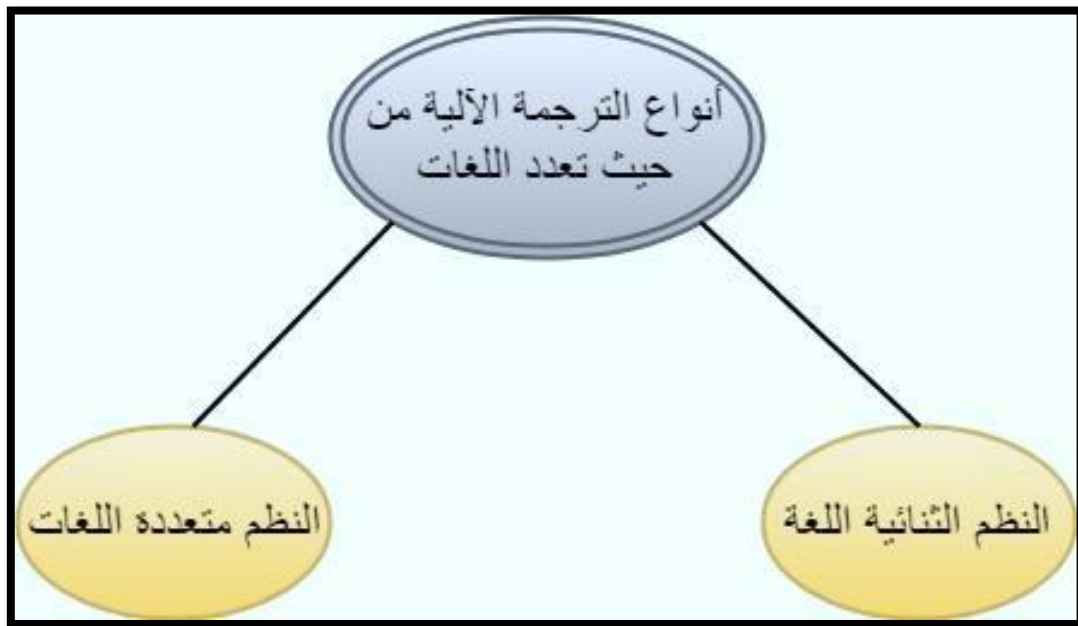 أنواع الترجمة الآلية من
حيث تعدد اللغات
النظم الثنائية اللغة
النظم متعددة اللغات